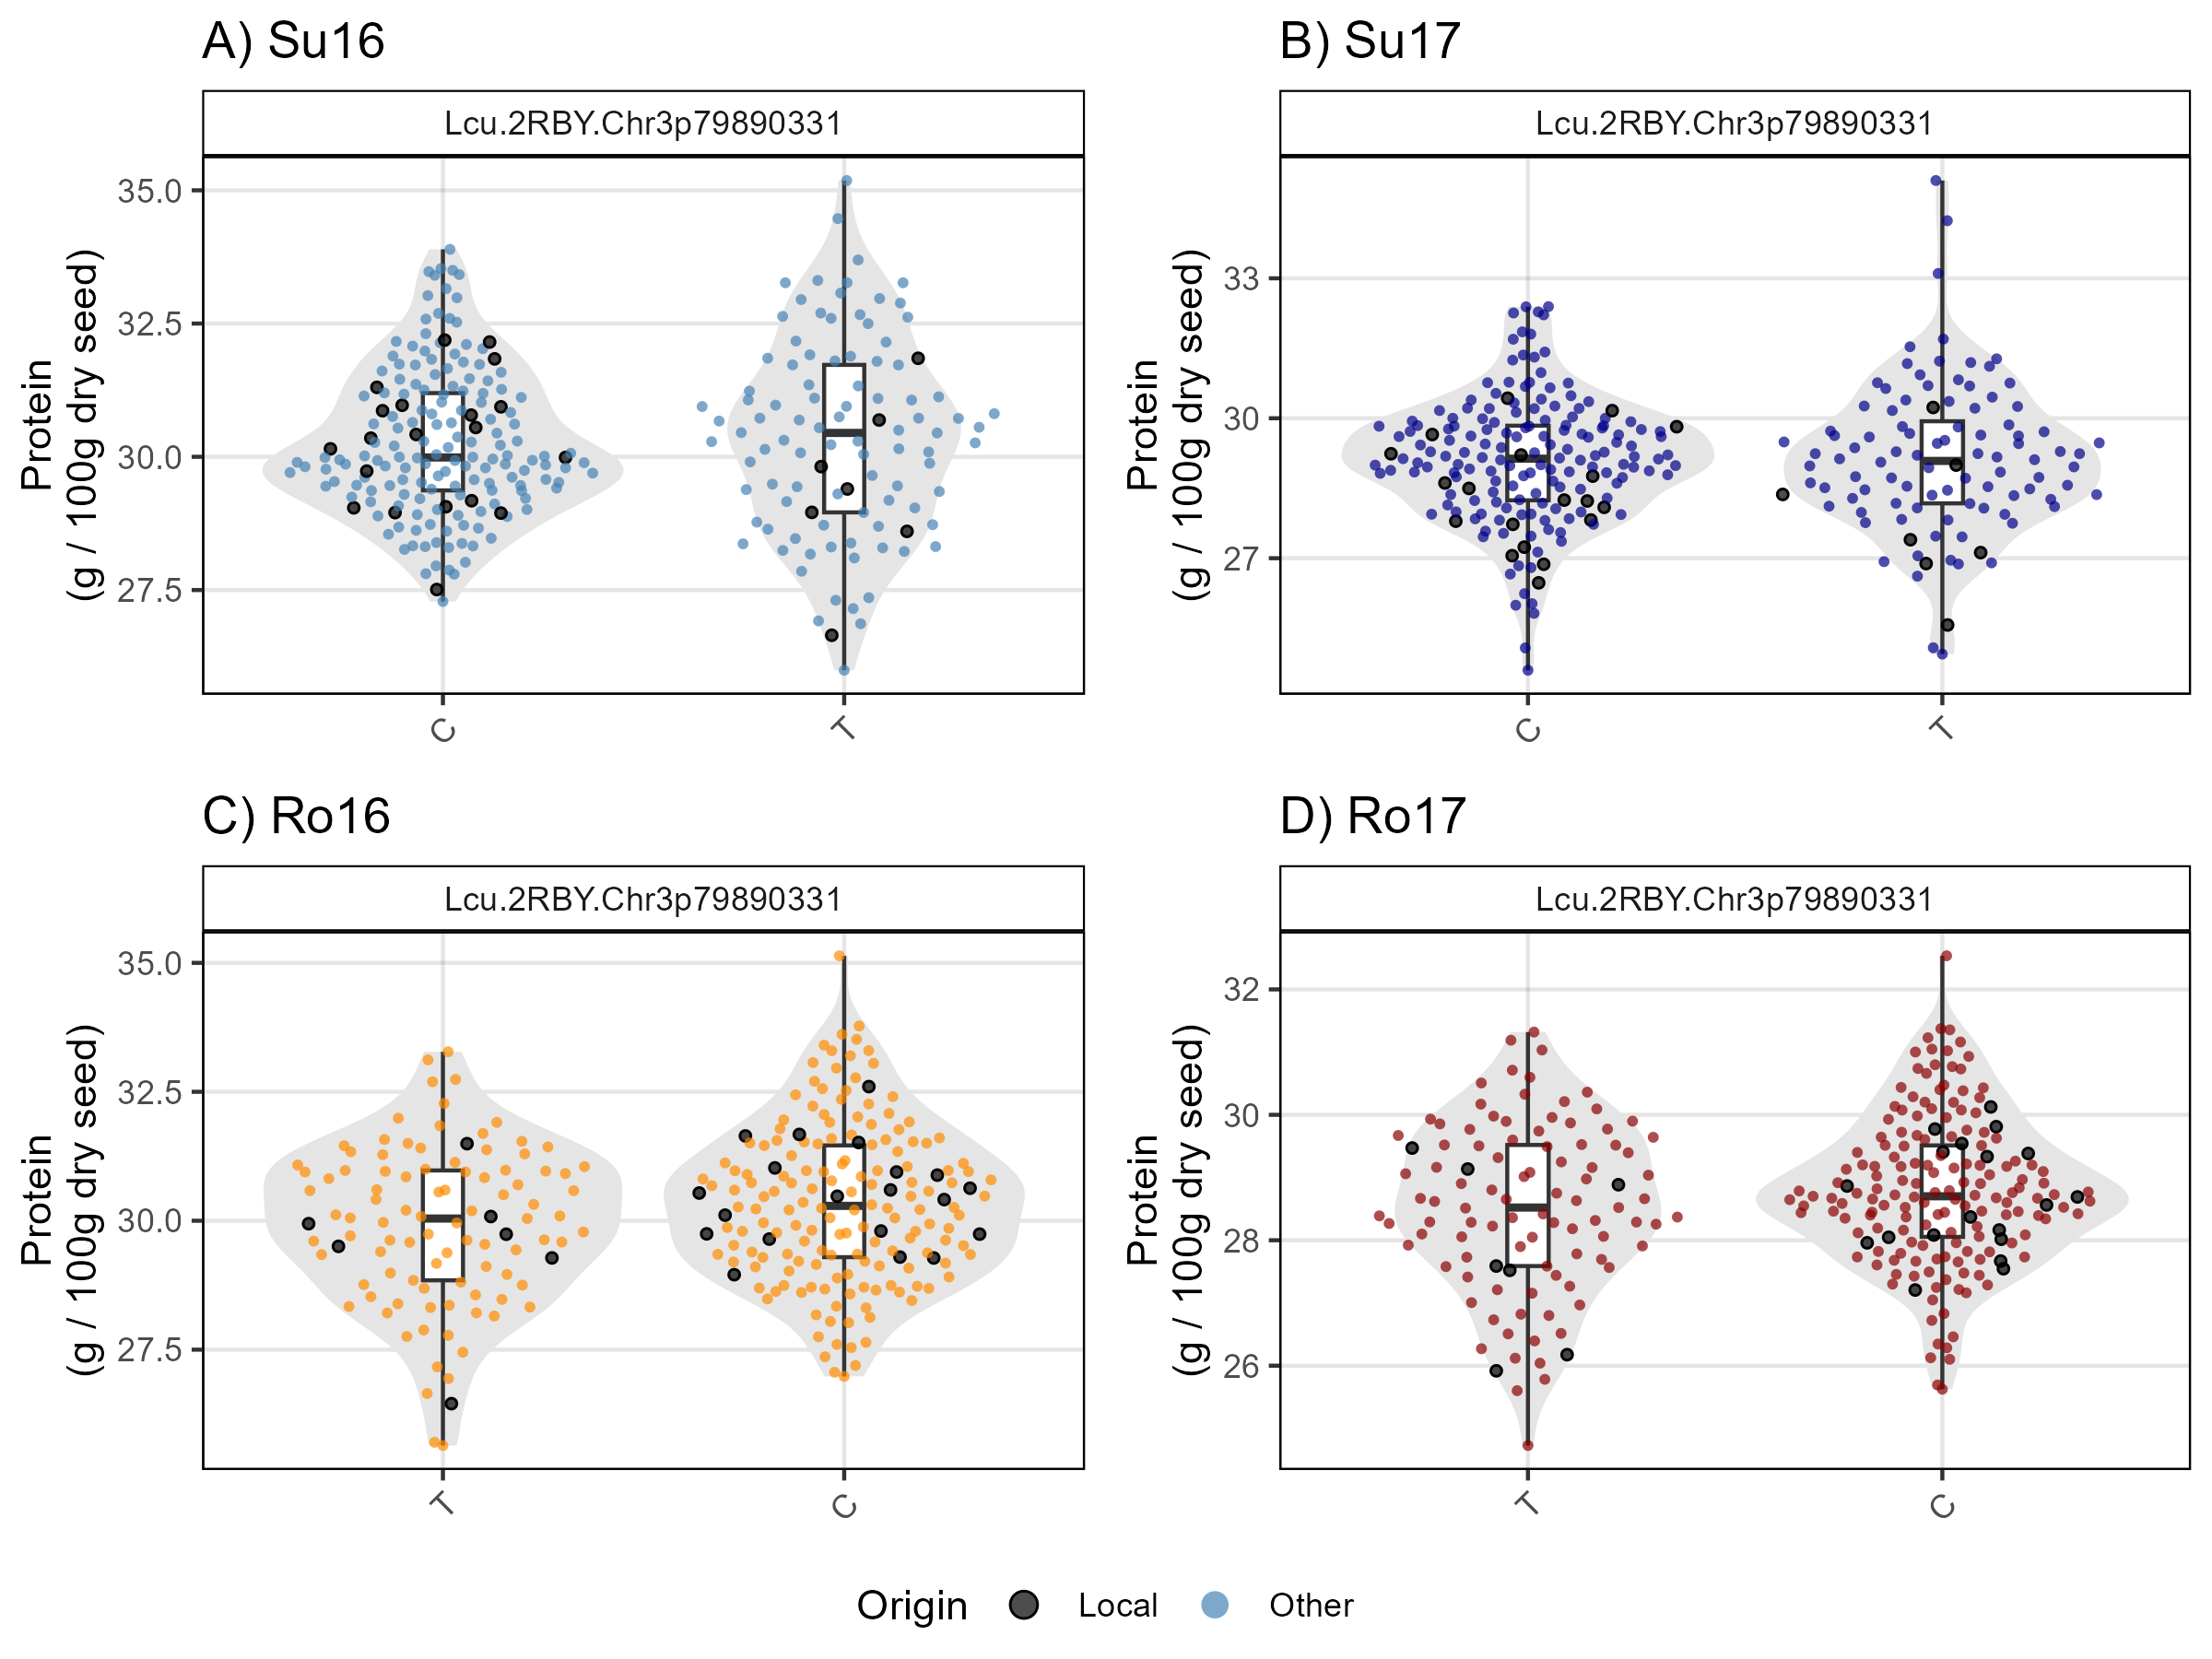 A) Su16
Lcu.2RBY.Chr3p79890331
Protein
(g / 100g dry seed)
35.0
32.5
30.0
27.5
C
T
B) Su17
Lcu.2RBY.Chr3p79890331
Protein
(g / 100g dry seed)
33
30
27
C
T
C) Ro16
Lcu.2RBY.Chr3p79890331
Protein
(g / 100g dry seed)
35.0
32.5
30.0
27.5
T
C
D) Ro17
Lcu.2RBY.Chr3p79890331
Protein
(g / 100g dry seed)
32
30
28
26
T
C
Origin
Local
Other